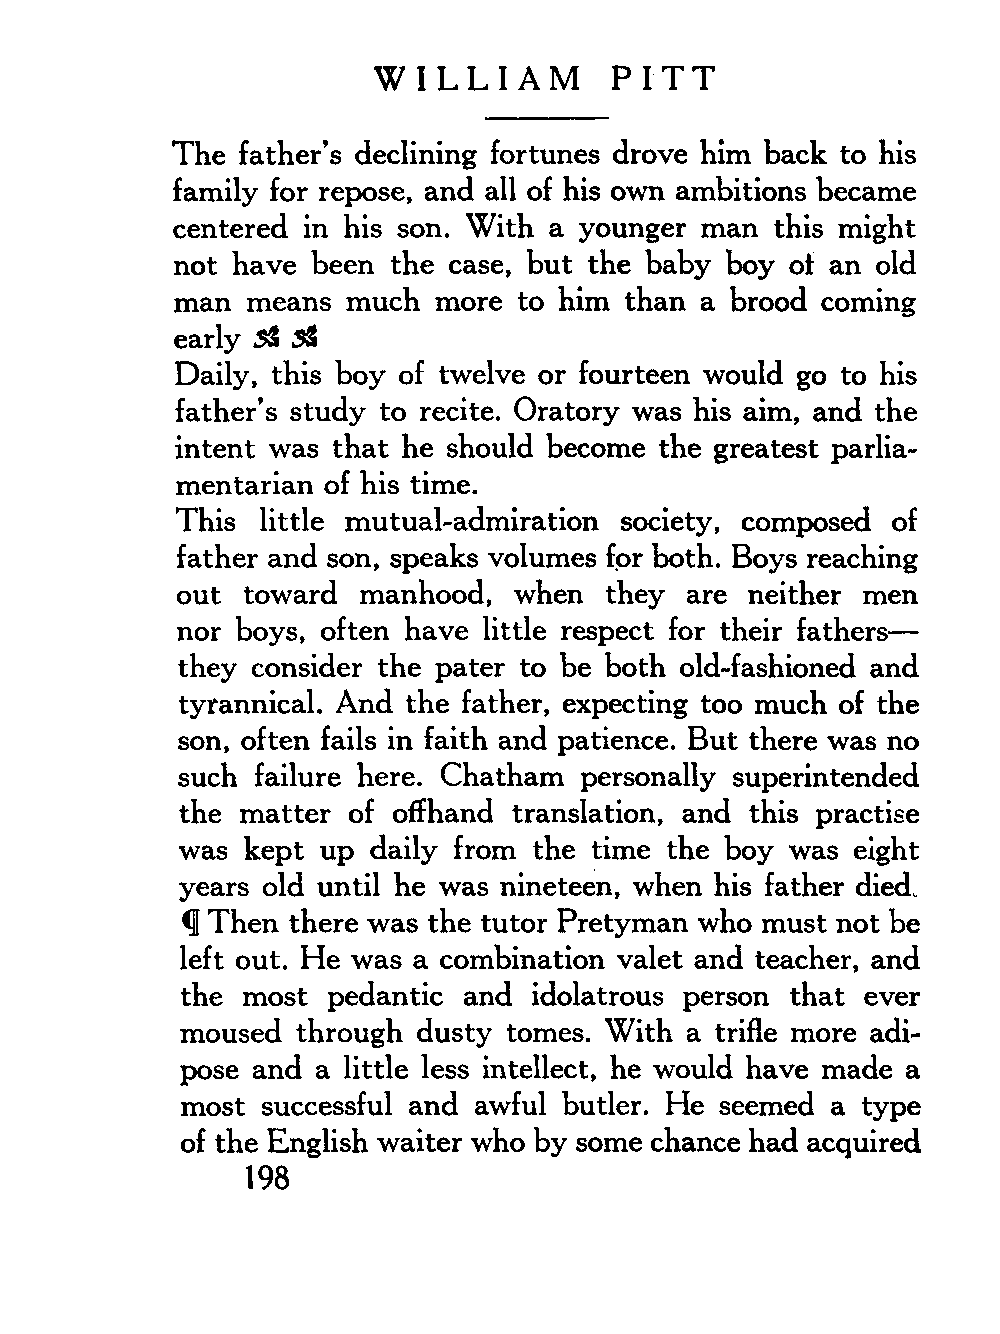 WILLIAM PITT
The father's declining fortunes drove him back to his
family for repose, and all of his own ambitions became
centered in his son. With a younger man this might
not have been the case, but the baby boy of an old
man means much more to him than a brood coming
early
Daily, this boy of twelve or fourteen would go to his
father's study to recite. Oratory was his aim, and the
intent was that he should become the greatest parlia-
mentarian of his time.
This little mutual-admiration society, composed of
father and son, speaks volumes for both. Boys reaching
out toward manhood, when they are neither men
nor boys, often have little respect for their fathers—
they consider the pater to be both old-fashioned and
tyrannical. And the father, expecting too much of the
son, often fails in faith and patience. But there was no
such failure here. Chatham personally superintended
the matter of offhand translation, and this practise
was kept up daily from the time the boy was eight
years old until he was nineteen, when his father died.
¶ Then there was the tutor Pretyman who must not be
left out. He was a combination valet and teacher, and
the most pedantic and idolatrous person that ever
moused through dusty tomes. With a trifle more adi-
pose and a little less intellect, he would have made a
most successful and awful butler. He seemed a type
of the English waiter who by some chance had acquired
198